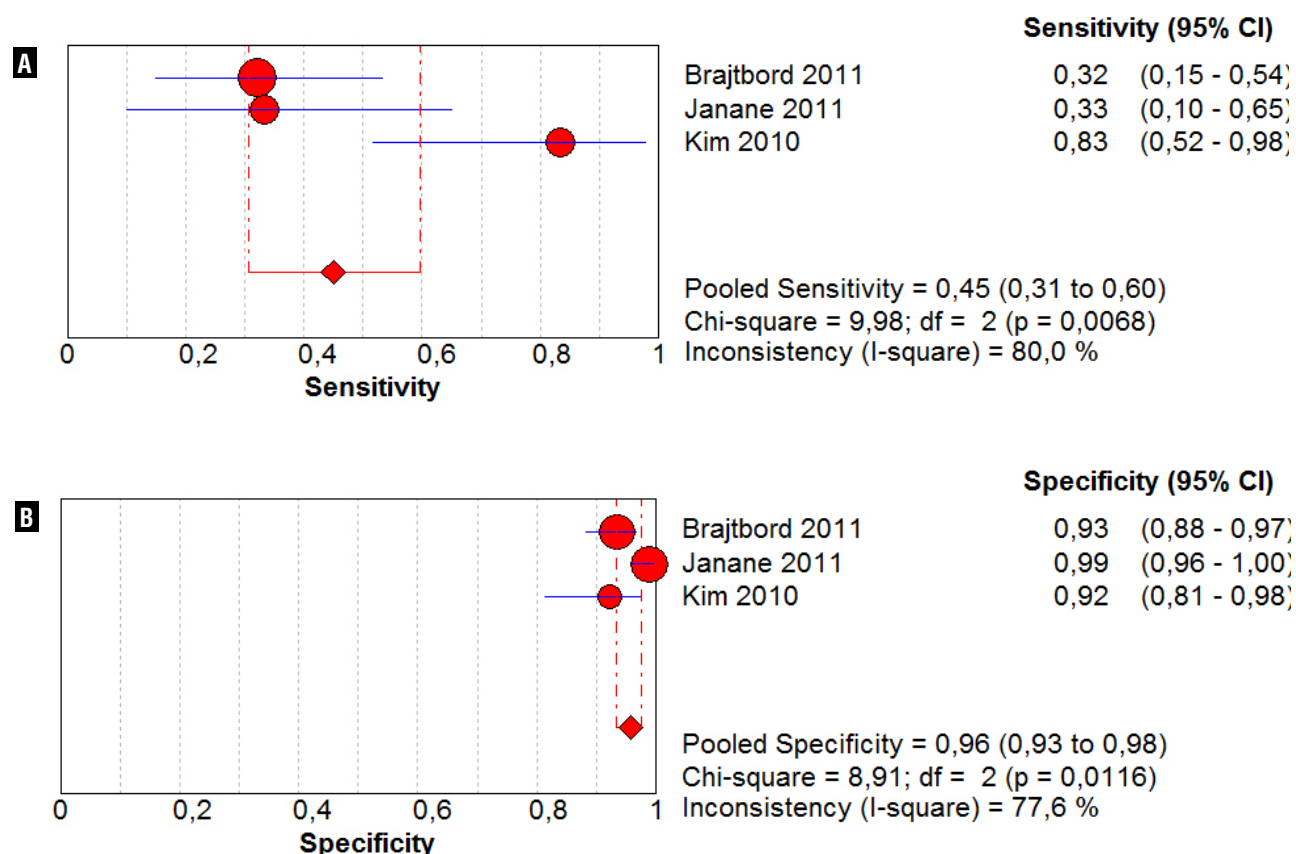 A
Sensitivity (95% CI)
Brajtbord 2011 0,32 (0,15 - 0,54)
Janane 2011 0,33 (0,10 - 0,65)
Kim 2010 0,83 (0,52 - 0,98)
Pooled Sensitivity = 0,45 (0,31 to 0,60)
Chi-square = 9,98; df = 2 (p = 0,0068)
Inconsistency (I-square) = 80,0 %
0 0,2 0,4 0,6 0,8 1
Sensitivity
B
Specificity (95% CI)
Brajtbord 2011 0,93 (0,88 - 0,97)
Janane 2011 0,99 (0,96 - 1,00)
Kim 2010 0,92 (0,81 - 0,98)
Pooled Specificity = 0,96 (0,93 to 0,98)
Chi-square = 8,91; df = 2 (p = 0,0116)
Inconsistency (I-square) = 77,6 %
0 0,2 0,4 0,6 0,8 1
Specificity